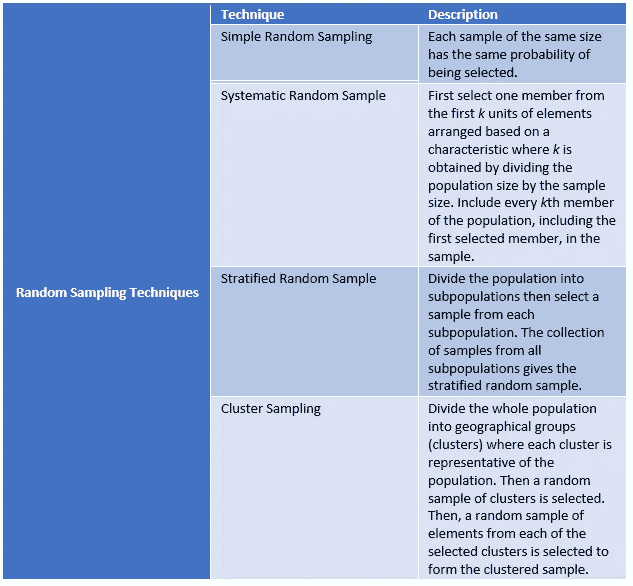 Technique
Description
Simple Random Sampling
Each sample of the same size
has the same probability of
being selected.
Systematic Random Sample
First select one member from
the first k units of elements
arranged based on a
characteristic where k is
obtained by dividing the
population size by the sample
size. Include every kth member
of the population, including the
first selected member, in the
sample.
Random Sampling Techniques
Stratified Random Sample
Divide the population into
subpopulations then select a
sample from each
subpopulation. The collection
of samples from all
subpopulations gives the
stratified random sample.
Cluster Sampling
Divide the whole population
into geographical groups
(clusters) where each cluster is
representative of the
population. Then a random
sample of clusters is selected.
Then, a random sample of
elements from each of the
selected clusters is selected to
form the clustered sample.